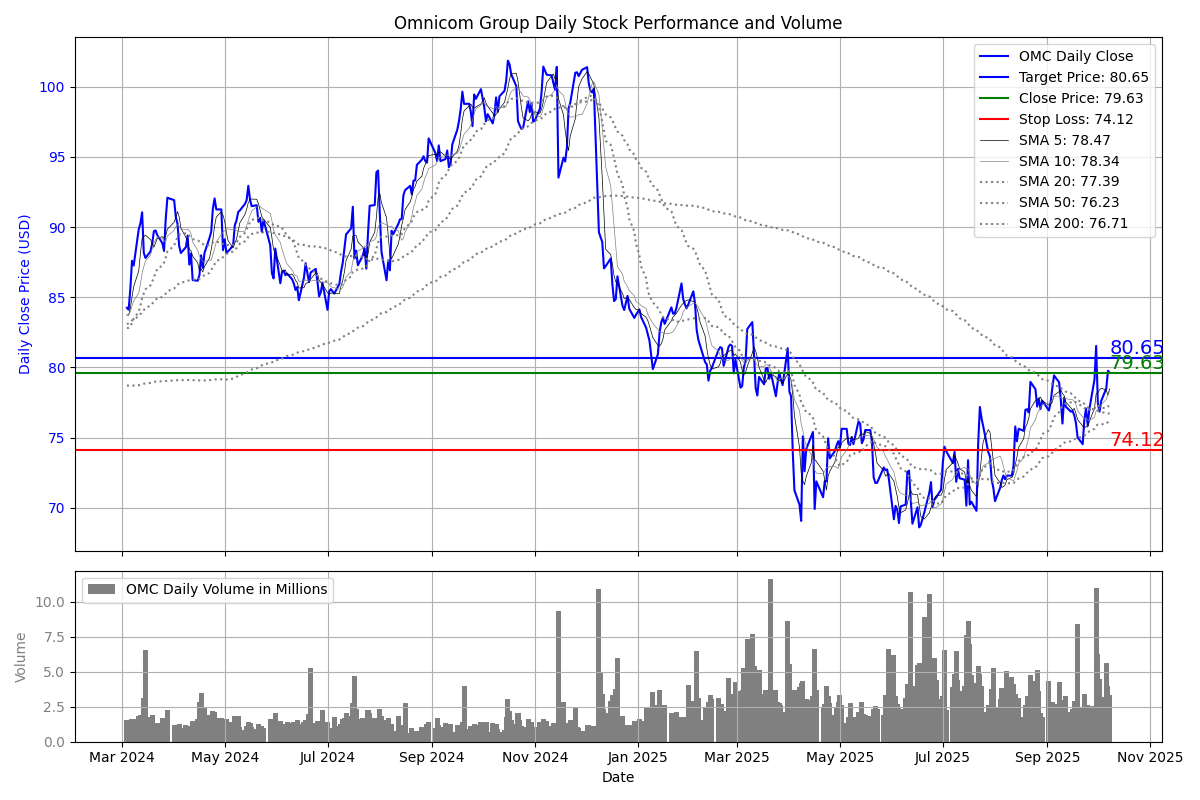 Omnicom Group Daily Stock Performance and Volume
Daily Close Price (USD)
100
95
90
85
80
75
70
OMC Daily Close
Target Price: 80.65
Close Price: 79.63
Stop Loss: 74.12
SMA 5: 78.47
SMA 10: 78.34
SMA 20: 77.39
SMA 50: 76.23
SMA 200: 76.71
80.65
79.63
74.12
Volume
10.0
7.5
5.0
2.5
0.0
OMC Daily Volume in Millions
Mar 2024 May 2024 Jul 2024 Sep 2024 Nov 2024 Jan 2025 Mar 2025 May 2025 Jul 2025 Sep 2025 Nov 2025
Date